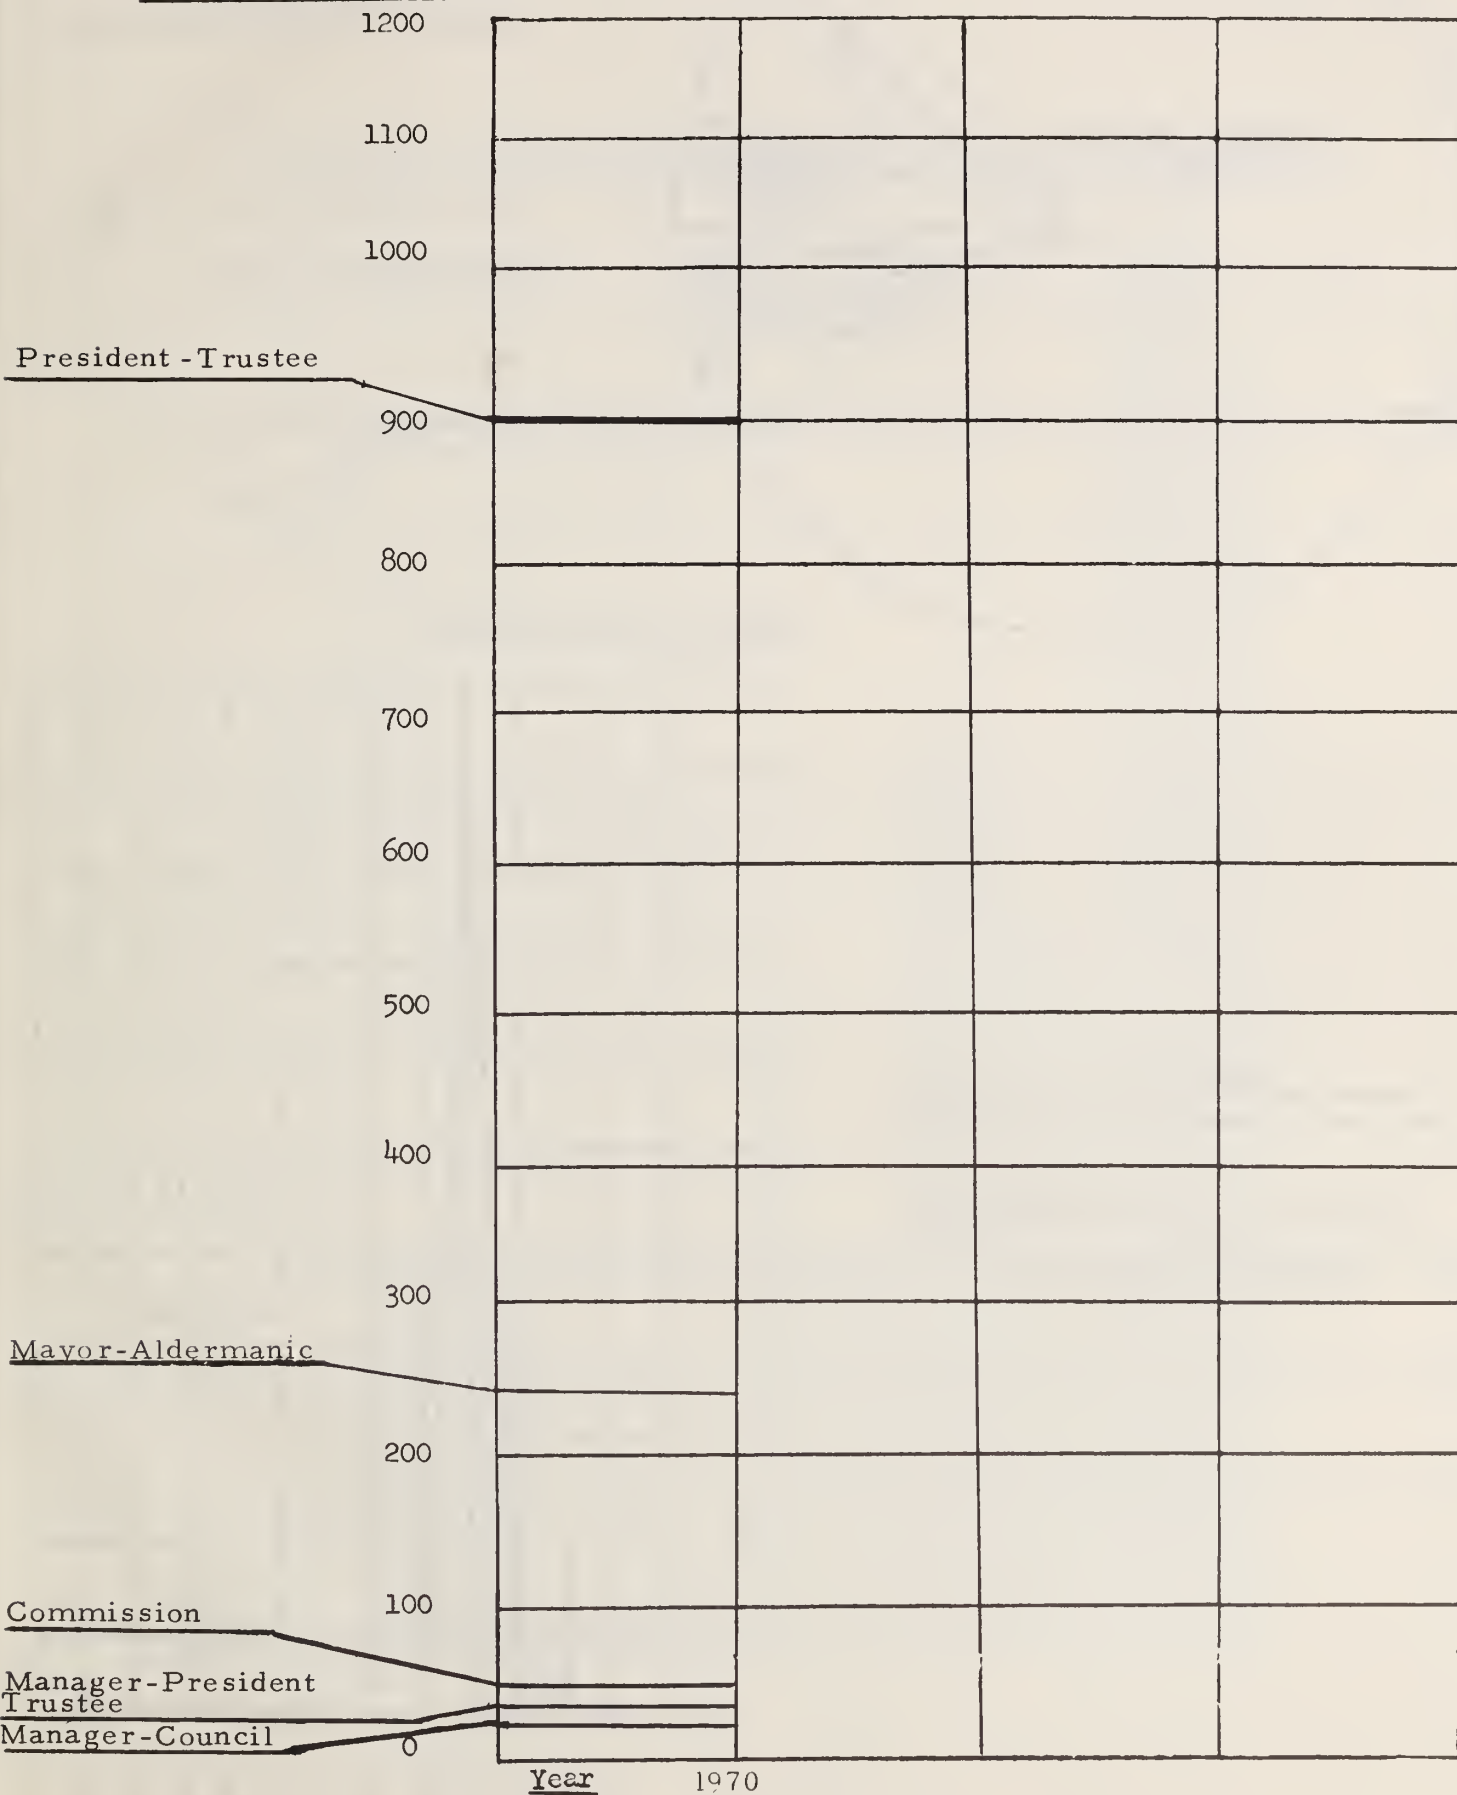 1200
1100
1000
President - Trustee
900
800
700
600
500
400
300
Mayor-Aldermanic
200
100
Commission
Manager-President
Trustee
Manager-Council
0
Year 1970